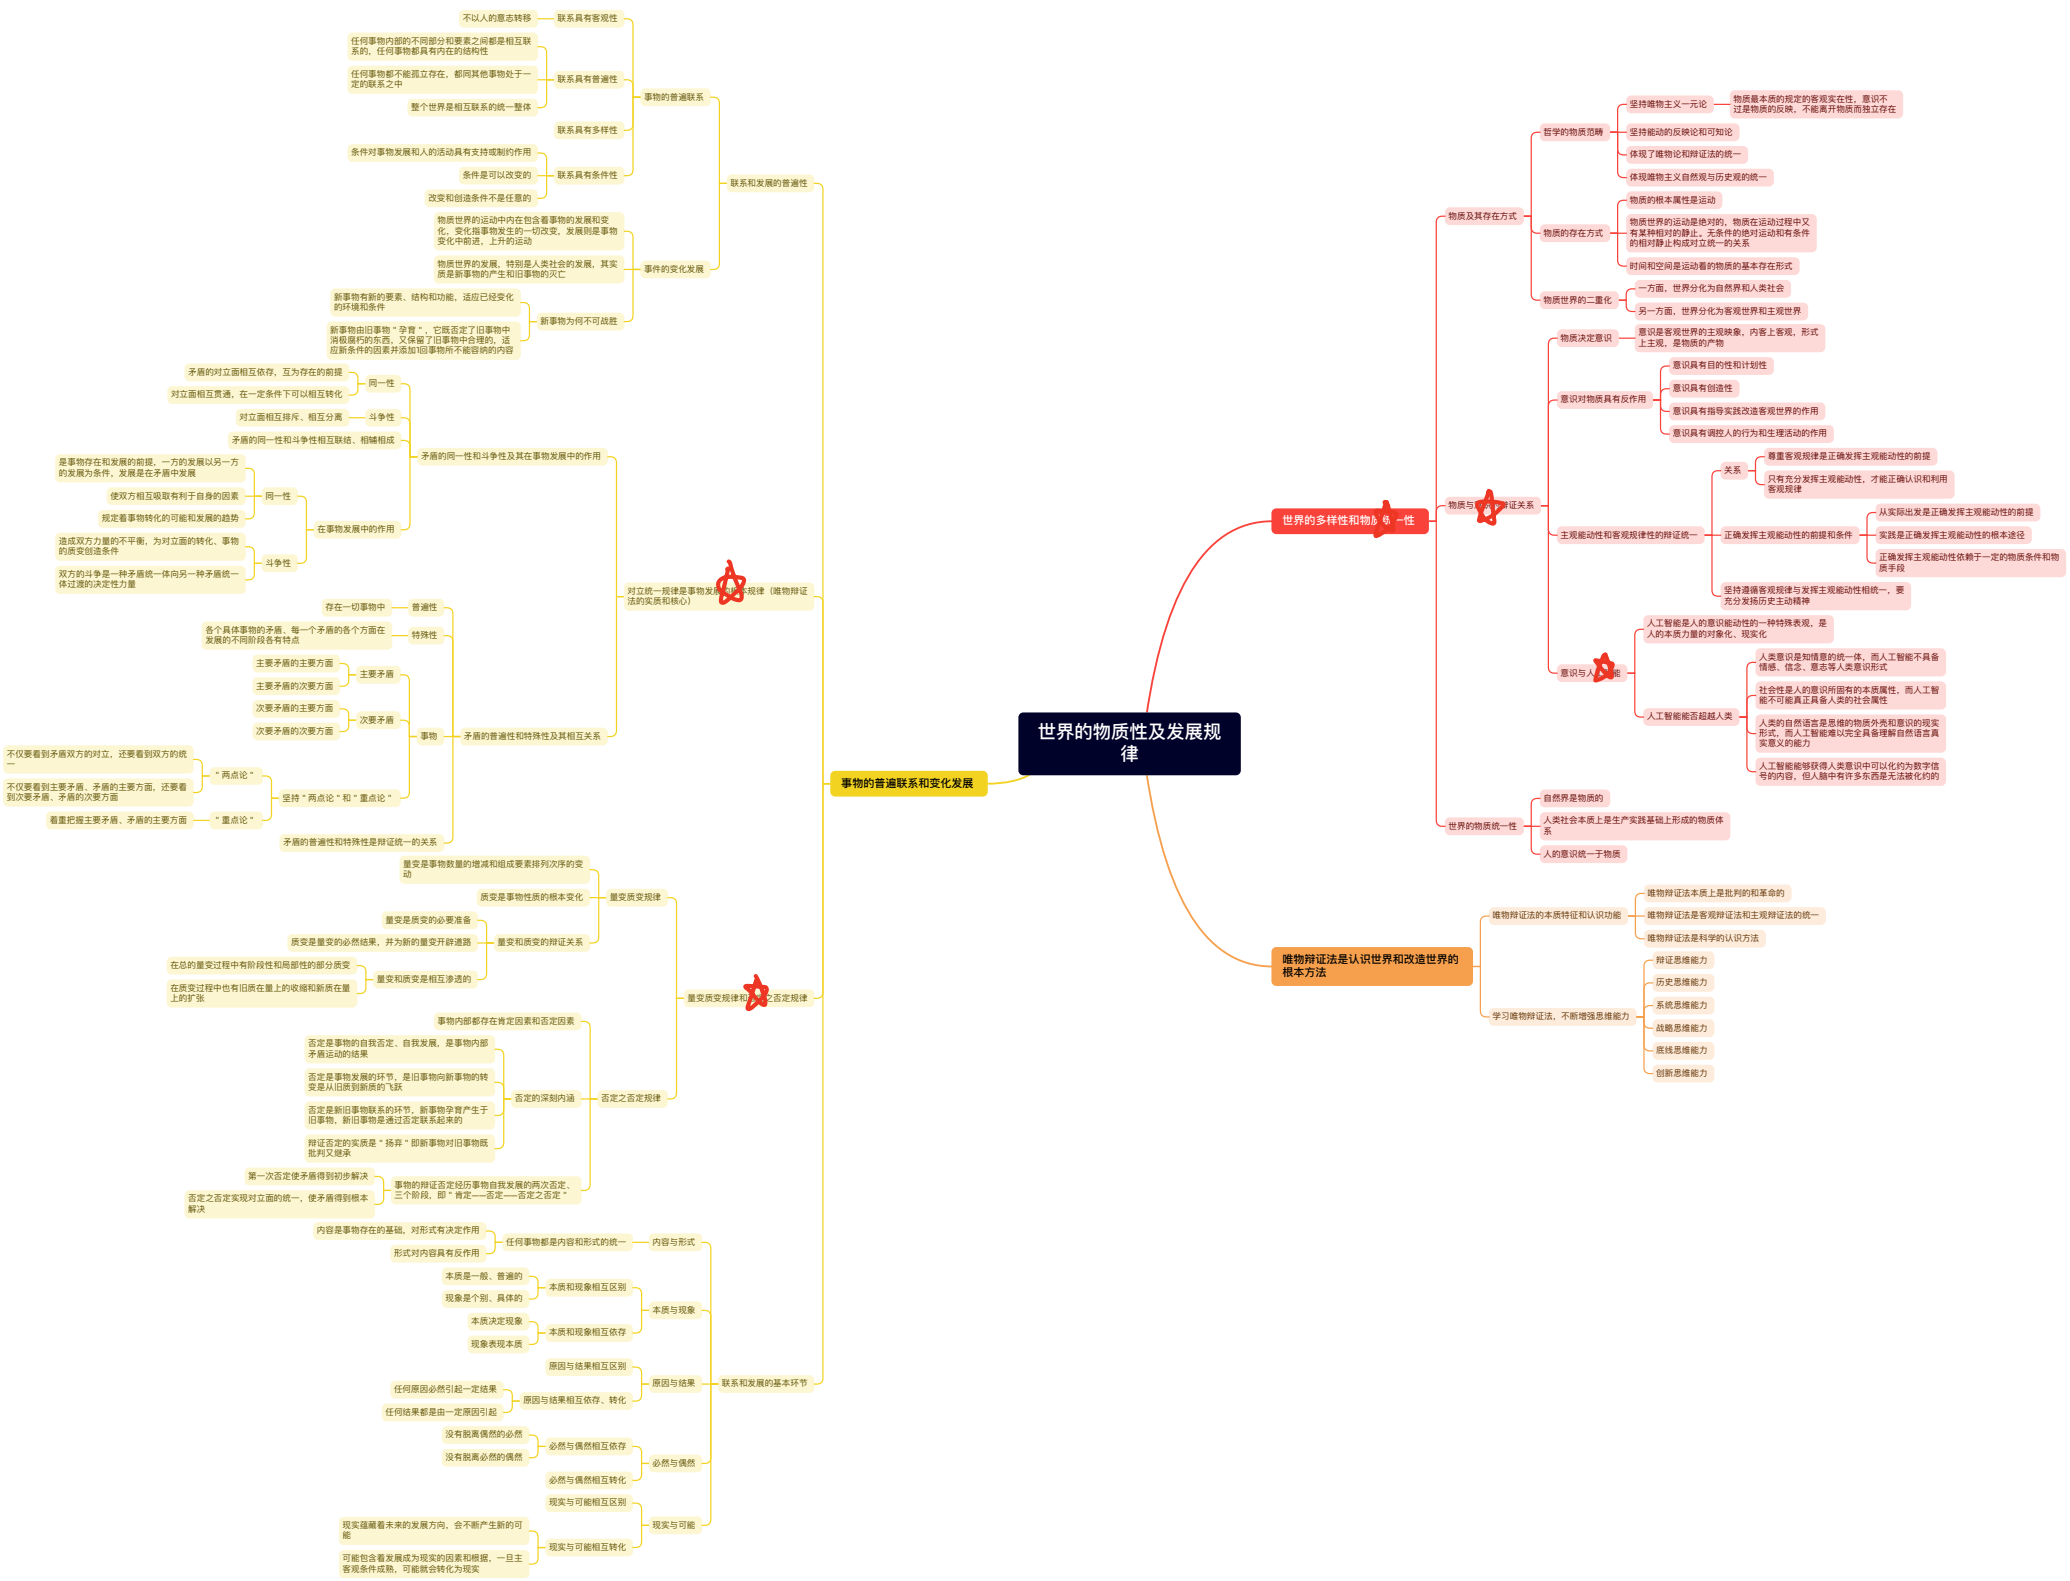 世界的物质性及发展规
律
世界的多样性和物质统一性
物质及其存在方式
哲学的物质范畴
坚持唯物主义一元论
物质最本质的规定的客观实在性，意识不
过是物质的反映，不能离开物质而独立存在
坚持能动的反映论和可知论
体现了唯物论和辩证法的统一
体现唯物主义自然观与历史观的统一
物质的存在方式
物质的根本属性是运动
物质世界的运动是绝对的，物质在运动过程中又
有某种相对的静止。无条件的绝对运动和有条件
的相对静止构成对立统一的关系
时间和空间是运动着的物质的基本存在形式
物质世界的二重化
一方面，世界分化为自然界和人类社会
另一方面，世界分化为客观世界和主观世界
物质与意识的辩证关系
物质决定意识
意识是客观世界的主观映象，内容上客观，形式
上主观，是物质的产物
意识对物质具有反作用
意识具有目的性和计划性
意识具有创造性
意识具有指导实践改造客观世界的作用
意识具有调控人的行为和生理活动的作用
主观能动性和客观规律性的辩证统一
关系
尊重客观规律是正确发挥主观能动性的前提
只有充分发挥主观能动性，才能正确认识和利用
客观规律
正确发挥主观能动性的前提和条件
从实际出发是正确发挥主观能动性的前提
实践是正确发挥主观能动性的根本途径
正确发挥主观能动性依赖于一定的物质条件和物
质手段
坚持遵循客观规律与发挥主观能动性相统一，要
充分发扬历史主动精神
意识与人工智能
人工智能是人的意识能动性的一种特殊表观，是
人的本质力量的对象化、现实化
人工智能能否超越人类
人类意识是知情意的统一体，而人工智能不具备
情感、信念、意志等人类意识形式
社会性是人的意识所固有的本质属性，而人工智
能不可能真正具备人类的社会属性
人类的自然语言是思维的物质外壳和意识的现实
形式，而人工智能难以完全具备理解自然语言真
实意义的能力
人工智能能够获得人类意识中可以化约为数字信
号的内容，但人脑中有许多东西是无法被化约的
世界的物质统一性
自然界是物质的
人类社会本质上是生产实践基础上形成的物质体
系
人的意识统一于物质
唯物辩证法是认识世界和改造世界的
根本方法
唯物辩证法的本质特征和认识功能
唯物辩证法本质上是批判的和革命的
唯物辩证法是客观辩证法和主观辩证法的统一
唯物辩证法是科学的认识方法
学习唯物辩证法，不断增强思维能力
辩证思维能力
历史思维能力
系统思维能力
战略思维能力
底线思维能力
创新思维能力
事物的普遍联系和变化发展
联系和发展的普遍性
事物的普遍联系
联系具有客观性
不以人的意志转移
联系具有普遍性
任何事物内部的不同部分和要素之间都是相互联
系的，任何事物都具有内在的结构性
任何事物都不能孤立存在，都同其他事物处于一
定的联系之中
整个世界是相互联系的统一整体
联系具有多样性
联系具有条件性
条件对事物发展和人的活动具有支持或制约作用
条件是可以改变的
改变和创造条件不是任意的
事件的变化发展
物质世界的运动中内在包含着事物的发展和变
化，变化指事物发生的一切改变，发展则是事物
变化中前进，上升的运动
物质世界的发展，特别是人类社会的发展，其实
质是新事物的产生和旧事物的灭亡
新事物为何不可战胜
新事物有新的要素、结构和功能，适应已经变化
的环境和条件
新事物由旧事物＂孕育＂，它既否定了旧事物中
消极腐朽的东西，又保留了旧事物中合理的，适
应新条件的因素并添加1回事物所不能容纳的内容
对立统一规律是事物发展的根本规律（唯物辩证
法的实质和核心）
矛盾的同一性和斗争性及其在事物发展中的作用
同一性
矛盾的对立面相互依存，互为存在的前提
对立面相互贯通，在一定条件下可以相互转化
斗争性
对立面相互排斥、相互分离
矛盾的同一性和斗争性相互联结、相辅相成
在事物发展中的作用
同一性
是事物存在和发展的前提，一方的发展以另一方
的发展为条件，发展是在矛盾中发展
使双方相互吸取有利于自身的因素
规定着事物转化的可能和发展的趋势
斗争性
造成双方力量的不平衡，为对立面的转化、事物
的质变创造条件
双方的斗争是一种矛盾统一体向另一种矛盾统一
体过渡的决定性力量
矛盾的普遍性和特殊性及其相互关系
普遍性
存在一切事物中
特殊性
各个具体事物的矛盾、每一个矛盾的各个方面在
发展的不同阶段各有特点
事物
主要矛盾
主要矛盾的主要方面
主要矛盾的次要方面
次要矛盾
次要矛盾的主要方面
次要矛盾的次要方面
坚持＂两点论＂和＂重点论＂
＂两点论＂
不仅要看到矛盾双方的对立，还要看到双方的统
一
不仅要看到主要矛盾、矛盾的主要方面，还要看
到次要矛盾、矛盾的次要方面
＂重点论＂
着重把握主要矛盾、矛盾的主要方面
矛盾的普遍性和特殊性是辩证统一的关系
量变质变规律和否定之否定规律
量变质变规律
量变是事物数量的增减和组成要素排列次序的变
动
质变是事物性质的根本变化
量变和质变的辩证关系
量变是质变的必要准备
质变是量变的必然结果，并为新的量变开辟道路
量变和质变是相互渗透的
在总的量变过程中有阶段性和局部性的部分质变
在质变过程中也有旧质在量上的收缩和新质在量
上的扩张
否定之否定规律
事物内部都存在肯定因素和否定因素
否定的深刻内涵
否定是事物的自我否定、自我发展，是事物内部
矛盾运动的结果
否定是事物发展的环节，是旧事物向新事物的转
变是从旧质到新质的飞跃
否定是新旧事物联系的环节，新事物孕育产生于
旧事物，新旧事物是通过否定联系起来的
辩证否定的实质是＂扬弃＂即新事物对旧事物既
批判又继承
事物的辩证否定经历事物自我发展的两次否定、
三个阶段，即＂肯定——否定——否定之否定＂
第一次否定使矛盾得到初步解决
否定之否定实现对立面的统一，使矛盾得到根本
解决
联系和发展的基本环节
内容与形式
任何事物都是内容和形式的统一
内容是事物存在的基础，对形式有决定作用
形式对内容具有反作用
本质与现象
本质和现象相互区别
本质是一般、普遍的
现象是个别、具体的
本质和现象相互依存
本质决定现象
现象表现本质
原因与结果
原因与结果相互区别
原因与结果相互依存、转化
任何原因必然引起一定结果
任何结果都是由一定原因引起
必然与偶然
必然与偶然相互依存
没有脱离偶然的必然
没有脱离必然的偶然
必然与偶然相互转化
现实与可能
现实与可能相互区别
现实与可能相互转化
现实蕴藏着未来的发展方向，会不断产生新的可
能
可能包含着发展成为现实的因素和根据，一旦主
客观条件成熟，可能就会转化为现实